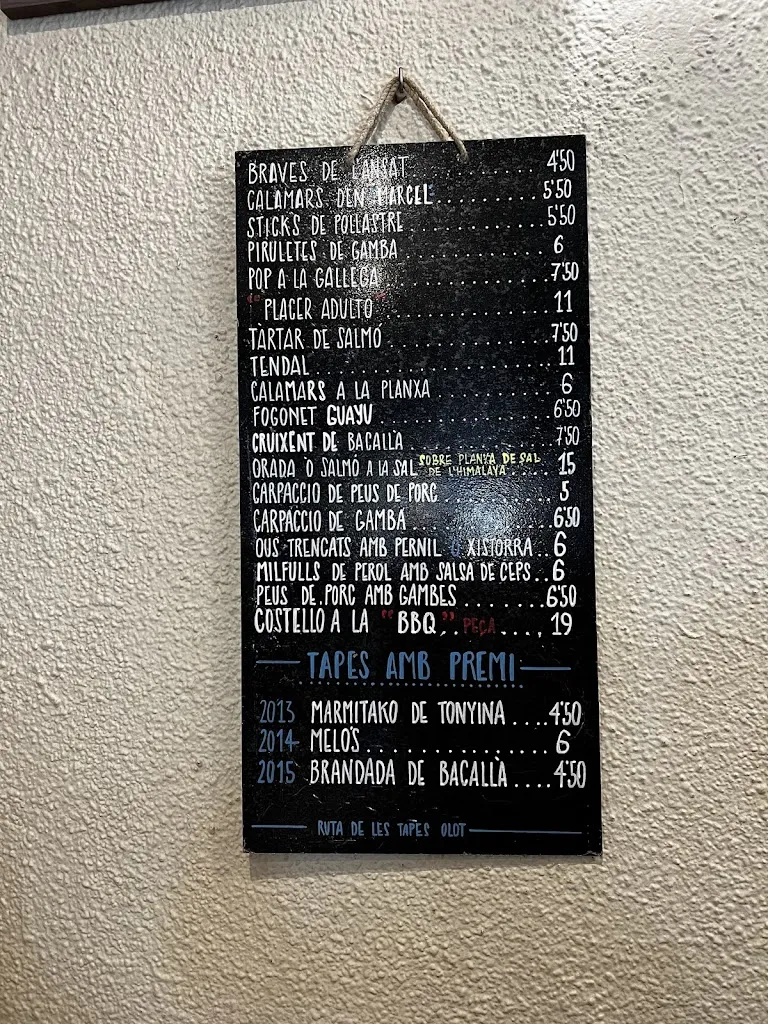 BRAVES DE L'ANSAT.............. 4'50
CALAMARS D'EN MARCEL......... 5'50
STICKS DE POLLASTRE............. 5'50
PIRULETES DE GAMBA............. 6
POP A LA GALLEGA............. 7'50
"PLACER ADULTO"............. 11
TÀRTAR DE SALMÓ.............. 7'50
TENDAL....................... 11
CALAMARS A LA PLANXA.......... 6
FOGONET GUAYU............... 6'50
CRUIXENT DE BACALLÀ............ 7'50
ORADA O SALMÓ A LA SAL SOBRE PLANXA DE SAL DE L'HIMALAYA.... 15
CARPACCIO DE PEUS DE PORC......... 5
CARPACCIO DE GAMBA............ 6'50
OUS TRENCATS AMB PERNIL O XISTORRA.. 6
MILFULLS DE PEROL AMB SALSA DE CEPS.. 6
PEUS DE PORC AMB GAMBES....... 6'50
COSTELLO A LA "BBQ".. PEÇA..... 19
TAPES AMB PREMI
2013 MARMITAKO DE TONYINA....4'50
2014 MELOS............... 6
2015 BRANDADA DE BACALLÀ....4'50
RUTA DE LES TAPES OLOT